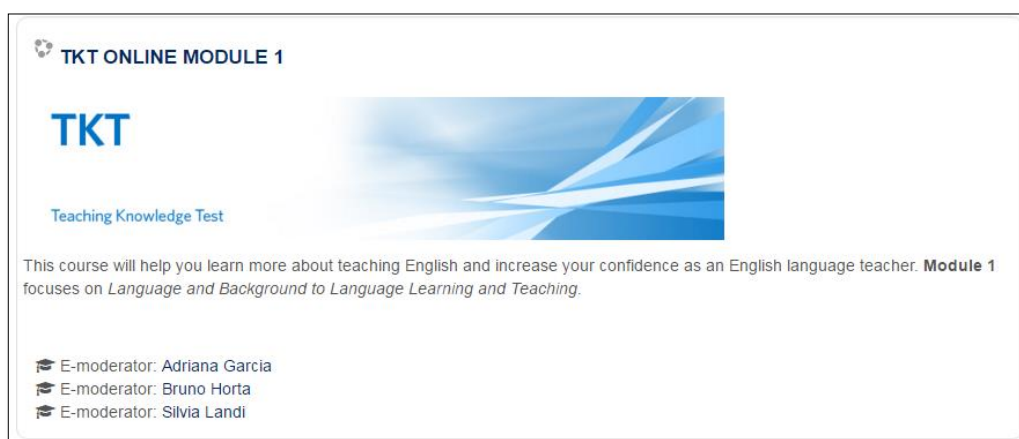 TKT ONLINE MODULE 1
TKT
Teaching Knowledge Test
This course will help you learn more about teaching English and increase your confidence as an English language teacher. Module 1
focuses on Language and Background to Language Learning and Teaching.
E-moderator: Adriana Garcia
E-moderator: Bruno Horta
E-moderator: Silvia Landi